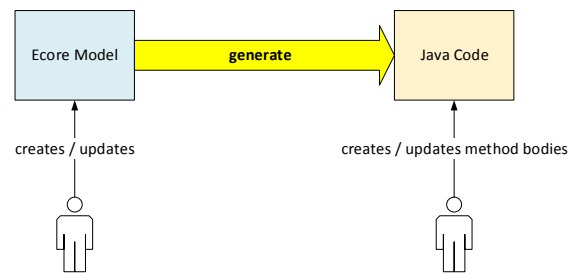 Ecore Model
generate
Java Code
creates / updates
creates / updates method bodies